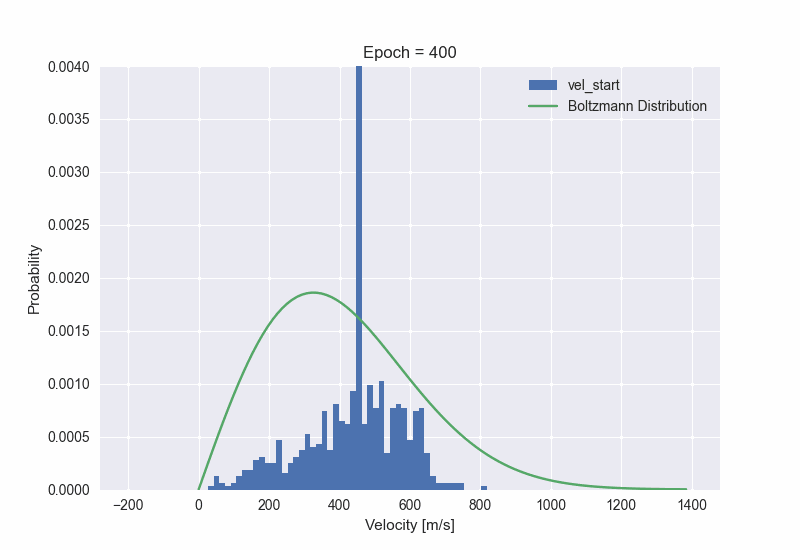 Epoch = 400
vel_start
Boltzmann Distribution
0.0040
0.0035
0.0030
0.0025
0.0020
0.0015
0.0010
0.0005
0.0000
Probability
−200 0 200 400 600 800 1000 1200 1400
Velocity [m/s]